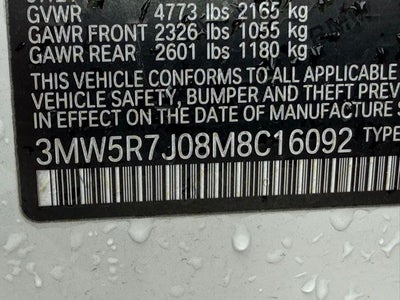 GVWR 4773 lbs 2165 kg
GAWR FRONT 2326 lbs 1055 kg
GAWR REAR 2601 lbs 1180 kg
THIS VEHICLE CONFORMS TO ALL APPLICABLE
VEHICLE SAFETY, BUMPER AND THEFT PREV
IN EFFECT ON THE DATE OF MANUFACTUR
3MW5R7J08M8C16092 TYPE